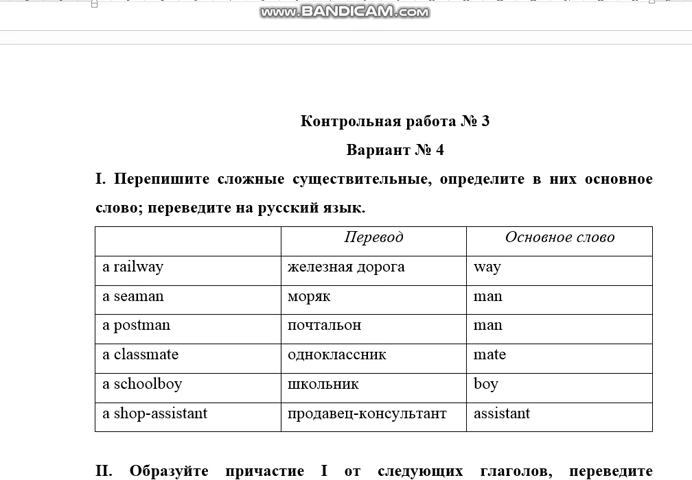 www.BANDICAM.com
Контрольная работа № 3
Вариант № 4
I. Перепишите сложные существительные, определите в них основное
слово; переведите на русский язык.
Перевод Основное слово
a railway железная дорога way
a seaman моряк man
a postman почтальон man
a classmate одноклассник mate
a schoolboy школьник boy
a shop-assistant продавец-консультант assistant
II. Образуйте причастие I от следующих глаголов, переведите